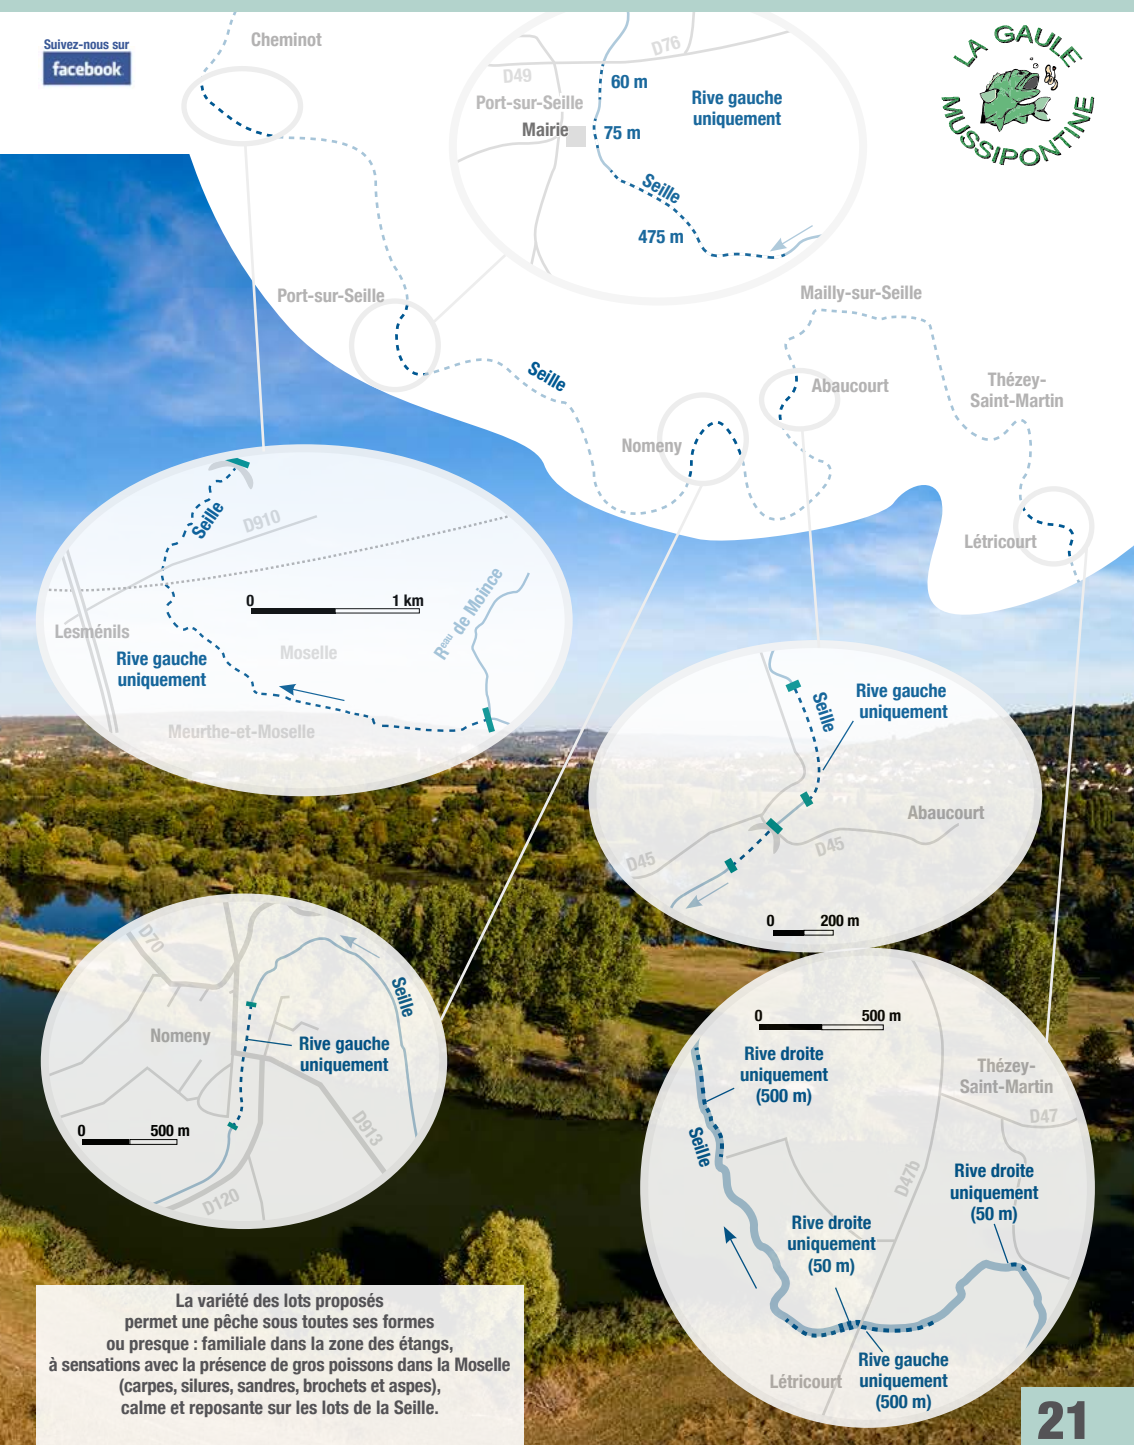 Suivez-nous sur
facebook
Cheminot
D76
D49
60 m
Port-sur-Seille
Rive gauche
uniquement
Mairie
75 m
Seille
475 m
LA GAULE
MUSSIPONTINE
Port-sur-Seille
Mailly-sur-Seille
Seille
Abaucourt
Thézey-
Saint-Martin
Nomeny
Létricourt
Seille
D910
0 1 km
Lesménils
Reau de Moince
Rive gauche
uniquement
Moselle
Meurthe-et-Moselle
Seille
Rive gauche
uniquement
Abaucourt
D45
D45
0 200 m
D70
Seille
Nomeny
Rive gauche
uniquement
0 500 m
D913
D120
0 500 m
Rive droite
uniquement
(500 m)
Thézey-
Saint-Martin
D47
Seille
D47b
Rive droite
uniquement
(50 m)
Rive droite
uniquement
(50 m)
Rive gauche
uniquement
(500 m)
Létricourt
La variété des lots proposés
permet une pêche sous toutes ses formes
ou presque : familiale dans la zone des étangs,
à sensations avec la présence de gros poissons dans la Moselle
(carpes, silures, sandres, brochets et aspes),
calme et reposante sur les lots de la Seille.
21